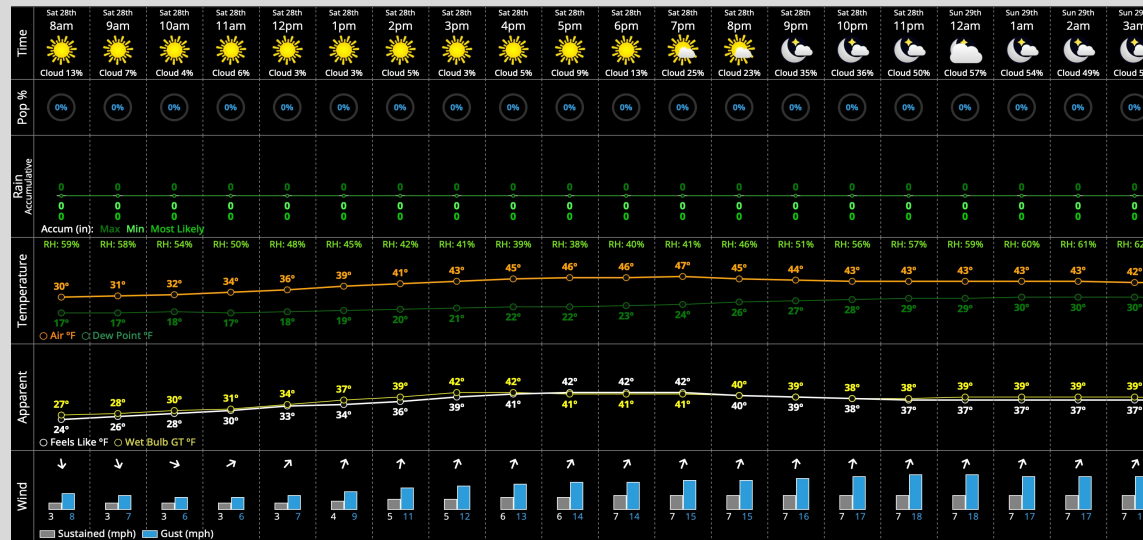 Time
Sat 28th Sat 28th Sat 28th Sat 28th Sat 28th Sat 28th Sat 28th Sat 28th Sat 28th Sat 28th Sat 28th Sat 28th Sat 28th Sat 28th Sat 28th Sat 28th Sun 29th Sun 29th Sun 29th Sun 29
8am 9am 10am 11am 12pm 1pm 2pm 3pm 4pm 5pm 6pm 7pm 8pm 9pm 10pm 11pm 12am 1am 2am 3am
Cloud 13% Cloud 7% Cloud 4% Cloud 6% Cloud 3% Cloud 3% Cloud 5% Cloud 3% Cloud 5% Cloud 9% Cloud 13% Cloud 25% Cloud 23% Cloud 35% Cloud 36% Cloud 50% Cloud 57% Cloud 54% Cloud 49% Cloud 5
Pop %
0% 0% 0% 0% 0% 0% 0% 0% 0% 0% 0% 0% 0% 0% 0% 0% 0% 0% 0% 0%
Rain
Accumulative
0 0 0 0 0 0 0 0 0 0 0 0 0 0 0 0 0 0 0 0
0 0 0 0 0 0 0 0 0 0 0 0 0 0 0 0 0 0 0 0
0 0 0 0 0 0 0 0 0 0 0 0 0 0 0 0 0 0 0 0
Accum (in): Max Min Most Likely
Temperature
RH: 59% RH: 58% RH: 54% RH: 50% RH: 48% RH: 45% RH: 42% RH: 41% RH: 39% RH: 38% RH: 40% RH: 41% RH: 46% RH: 51% RH: 56% RH: 57% RH: 59% RH: 60% RH: 61% RH: 62
30° 31° 32° 34° 36° 39° 41° 43° 45° 46° 46° 47° 45° 44° 43° 43° 43° 43° 43° 42°
17° 17° 18° 17° 18° 19° 20° 21° 22° 22° 23° 24° 26° 27° 28° 29° 29° 30° 30° 30°
Air °F Dew Point °F
Apparent
27° 28° 30° 31° 34° 37° 39° 42° 42° 42° 42° 42° 40° 39° 38° 38° 39° 39° 39° 39°
24° 26° 28° 30° 33° 34° 36° 39° 41° 41° 41° 41° 40° 39° 38° 37° 37° 37° 37° 37°
Feels Like °F Wet Bulb GT °F
Wind
3 8 3 7 3 6 3 6 3 7 4 9 5 11 5 12 6 13 6 14 7 14 7 15 7 15 7 16 7 17 7 18 7 18 7 17 7 17 7 1
Sustained (mph) Gust (mph)